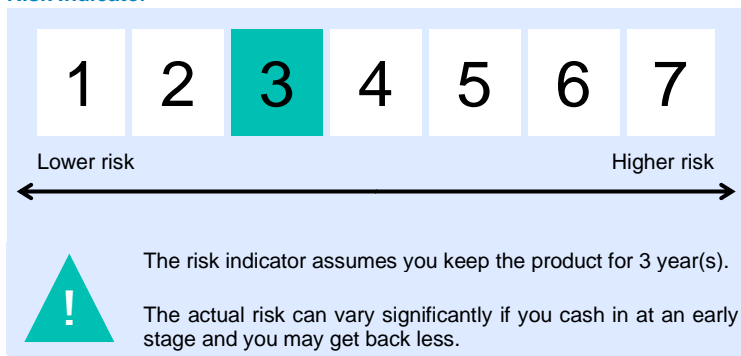 Risk Indicator
1 2 3 4 5 6 7
Lower risk Higher risk
The risk indicator assumes you keep the product for 3 year(s).
!
The actual risk can vary significantly if you cash in at an early
stage and you may get back less.